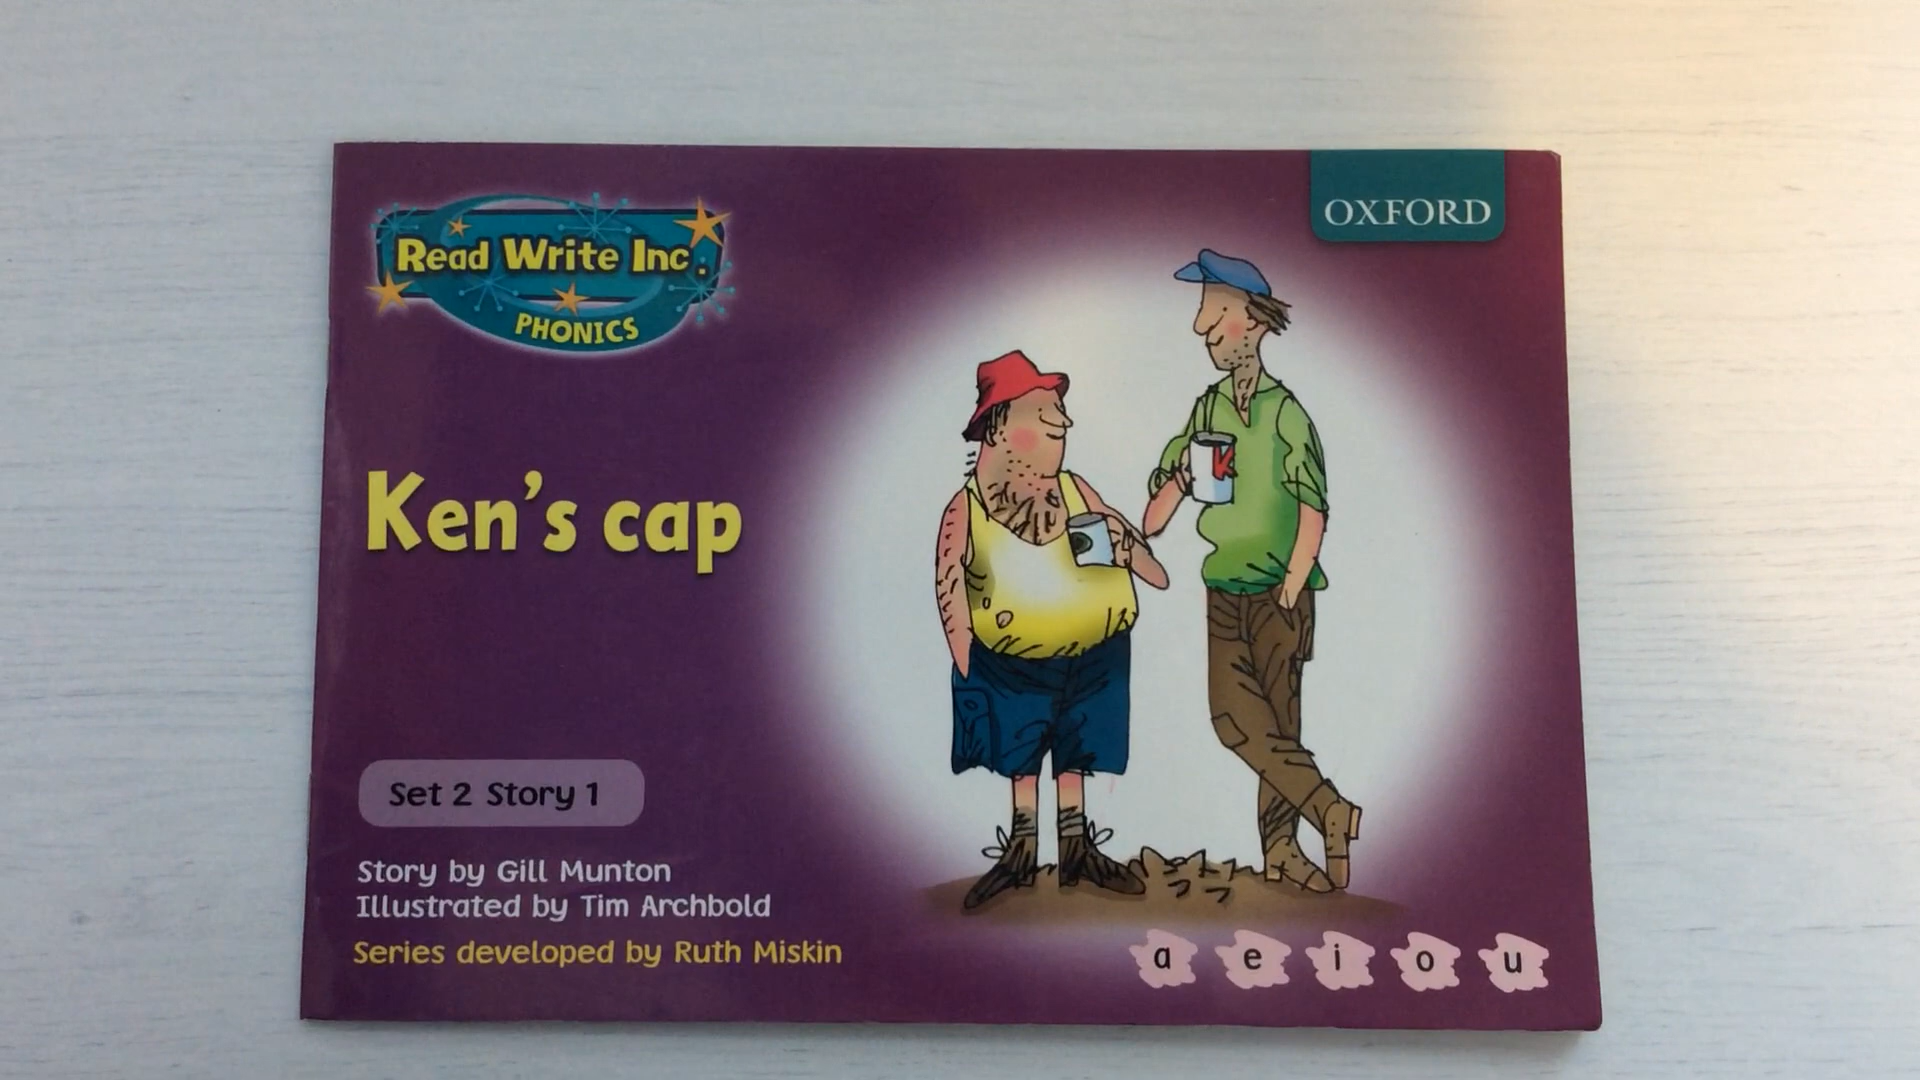 OXFORD
Read Write Inc.
PHONICS
Ken's cap
K
Set 2 Story 1
Story by Gill Munton
Illustrated by Tim Archbold
Series developed by Ruth Miskin
a e i o u